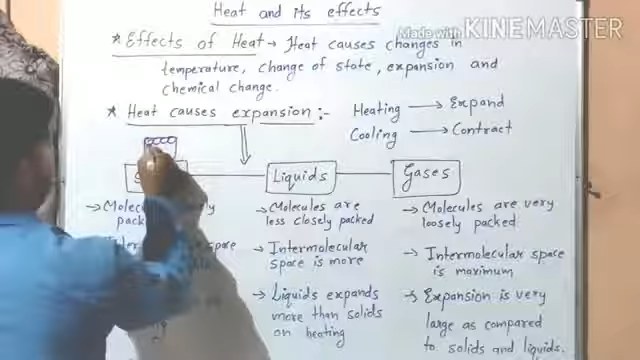 Heat and its effects
Made with KINEMASTER
* Effects of Heat → Heat causes changes in
temperature, change of state, expansion and
chemical change.
* Heat causes expansion :-
Heating → Expand
Cooling → Contract
Liquids
Gases
→ Molecules
pack
→ Molecules are
less closely packed
→ Intermolecular
space is more
→ Liquids expands
more than solids
on heating
→ Molecules are very
loosely packed
→ Intermolecular space
is maximum
→ Expansion is very
large as compared
to solids and liquids.